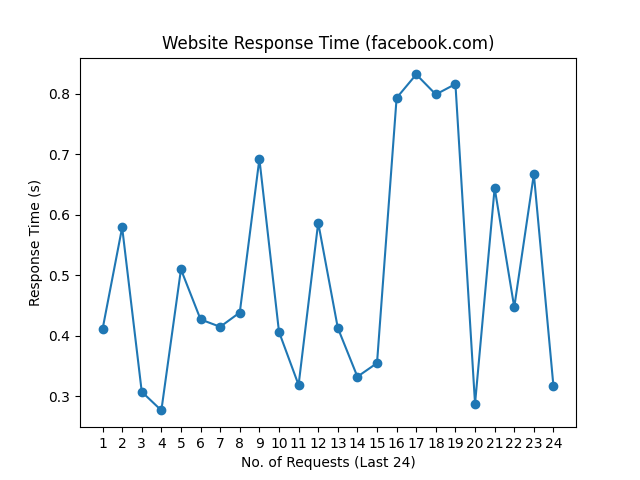 Website Response Time (facebook.com)
0.8
0.7
0.6
0.5
0.4
0.3
Response Time (s)
1 2 3 4 5 6 7 8 9 10 11 12 13 14 15 16 17 18 19 20 21 22 23 24
No. of Requests (Last 24)